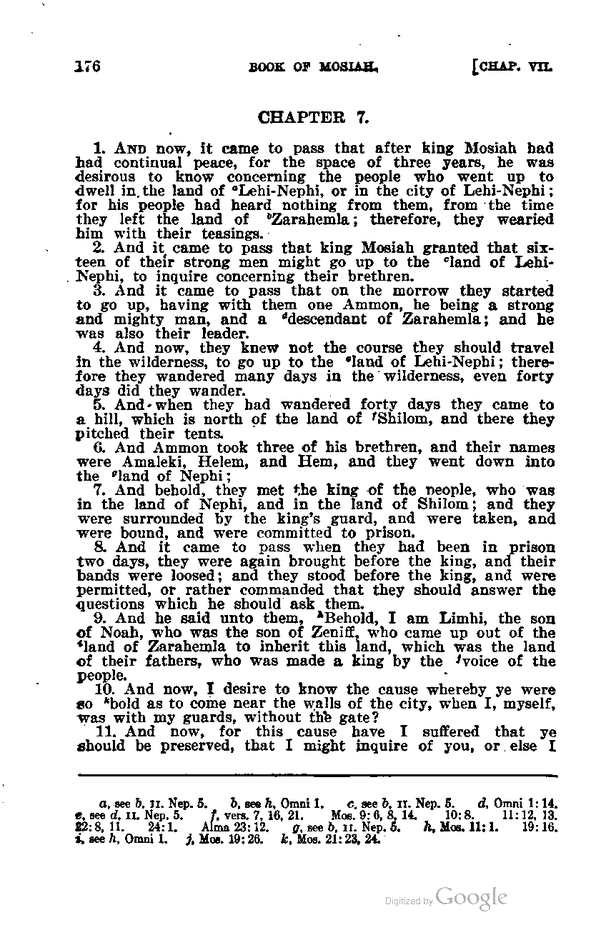 176 BOOK OF MOSIAH. [CHAP. VII.
CHAPTER 7.
1. AND now, it came to pass that after king Mosiah had
had continual peace, for the space of three years, he was
desirous to know concerning the people who went up to
dwell in the land of ᵃLehi-Nephi, or in the city of Lehi-Nephi;
for his people had heard nothing from them, from the time
they left the land of ᵇZarahemla; therefore, they wearied
him with their teasings.
2. And it came to pass that king Mosiah granted that six-
teen of their strong men might go up to the ᶜland of Lehi-
Nephi, to inquire concerning their brethren.
3. And it came to pass that on the morrow they started
to go up, having with them one Ammon, he being a strong
and mighty man, and a ᵈdescendant of Zarahemla; and he
was also their leader.
4. And now, they knew not the course they should travel
in the wilderness, to go up to the ᵉland of Lehi-Nephi; there-
fore they wandered many days in the wilderness, even forty
days did they wander.
5. And when they had wandered forty days they came to
a hill, which is north of the land of ᶠShilom, and there they
pitched their tents.
6. And Ammon took three of his brethren, and their names
were Amaleki, Helem, and Hem, and they went down into
the ᵍland of Nephi;
7. And behold, they met the king of the people, who was
in the land of Nephi, and in the land of Shilom; and they
were surrounded by the king's guard, and were taken, and
were bound, and were committed to prison.
8. And it came to pass when they had been in prison
two days, they were again brought before the king, and their
bands were loosed; and they stood before the king, and were
permitted, or rather commanded that they should answer the
questions which he should ask them.
9. And he said unto them, ʰBehold, I am Limhi, the son
of Noah, who was the son of Zeniff, who came up out of the
ⁱland of Zarahemla to inherit this land, which was the land
of their fathers, who was made a king by the ʲvoice of the
people.
10. And now, I desire to know the cause whereby ye were
so ᵏbold as to come near the walls of the city, when I, myself,
was with my guards, without the gate?
11. And now, for this cause have I suffered that ye
should be preserved, that I might inquire of you, or else I
a, see b, II. Nep. 5. b, see h, Omni 1. c, see b, II. Nep. 5. d, Omni 1:14.
e, see d, II. Nep. 5. f, vers. 7, 16, 21. Mos. 9:6, 8, 14. 10:8. 11:12, 13.
22:8, 11. 24:1. Alma 23:12. g, see b, II. Nep. 5. h, Mos. 11:1. 19:16.
i, see h, Omni 1. j, Mos. 19:26. k, Mos. 21:23, 24.
Digitized by Google